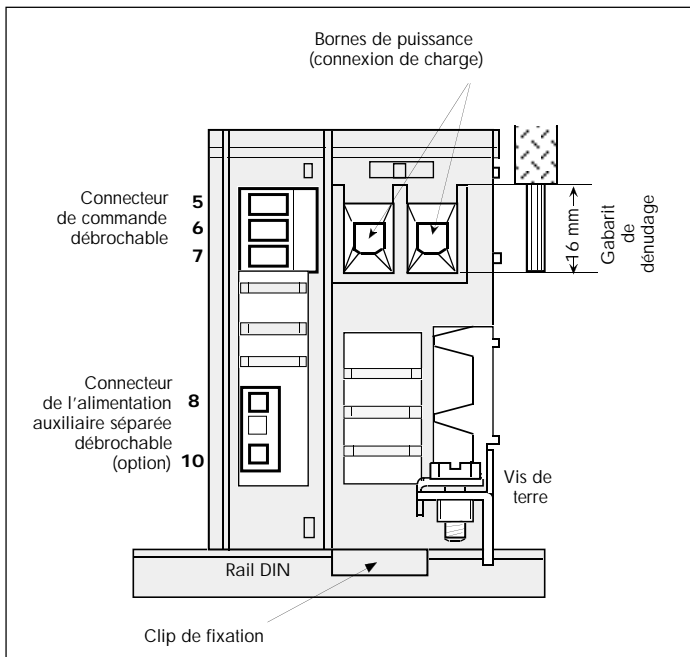 Bornes de puissance
(connexion de charge)
Connecteur
de commande
débrochable
5
6
7
16 mm
Gabarit
de
dénudage
Connecteur
de l'alimentation
auxiliaire séparée
débrochable
(option)
8
10
Vis de
terre
Rail DIN
Clip de fixation